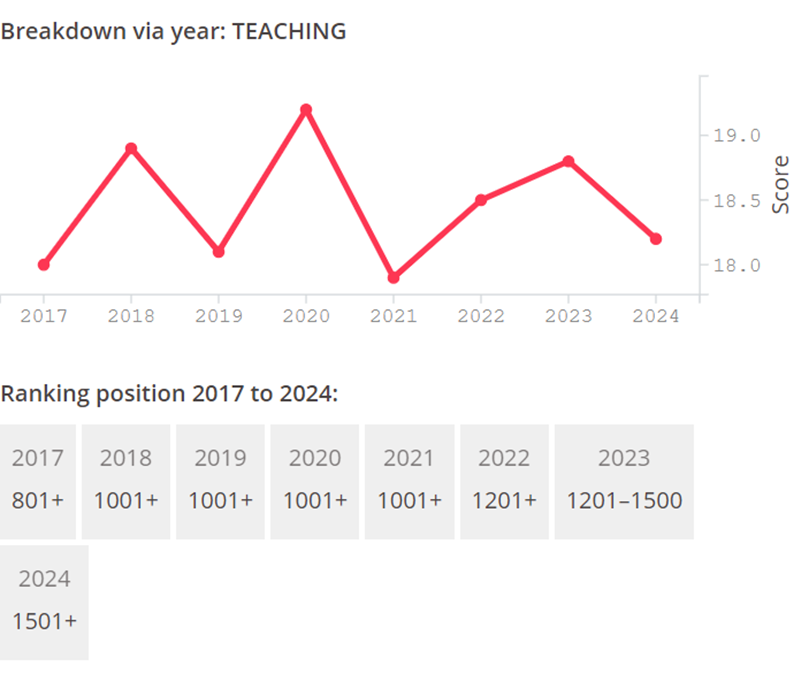 Breakdown via year: TEACHING
19.0
18.5
18.0
Score
2017 2018 2019 2020 2021 2022 2023 2024
Ranking position 2017 to 2024:
2017 2018 2019 2020 2021 2022 2023
801+ 1001+ 1001+ 1001+ 1001+ 1201+ 1201–1500
2024
1501+